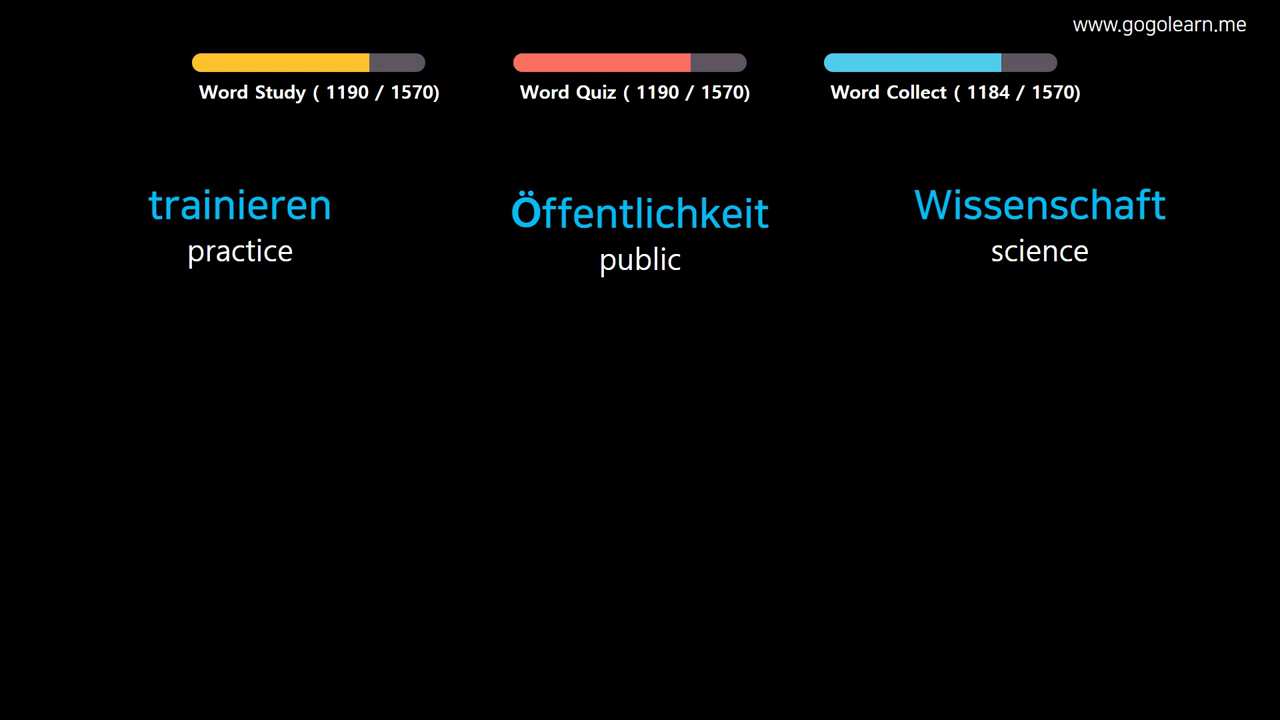 www.gogolearn.me
Word Study ( 1190 / 1570)
Word Quiz ( 1190 / 1570)
Word Collect ( 1184 / 1570)
trainieren
practice
Öffentlichkeit
public
Wissenschaft
science